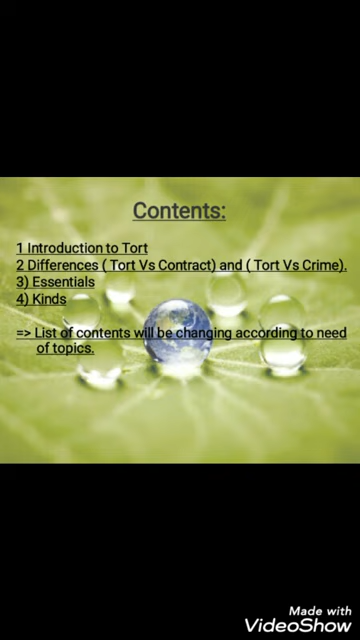 Contents:
1 Introduction to Tort
2 Differences ( Tort Vs Contract) and ( Tort Vs Crime).
3) Essentials
4) Kinds
=> List of contents will be changing according to need
of topics.
Made with
VideoShow